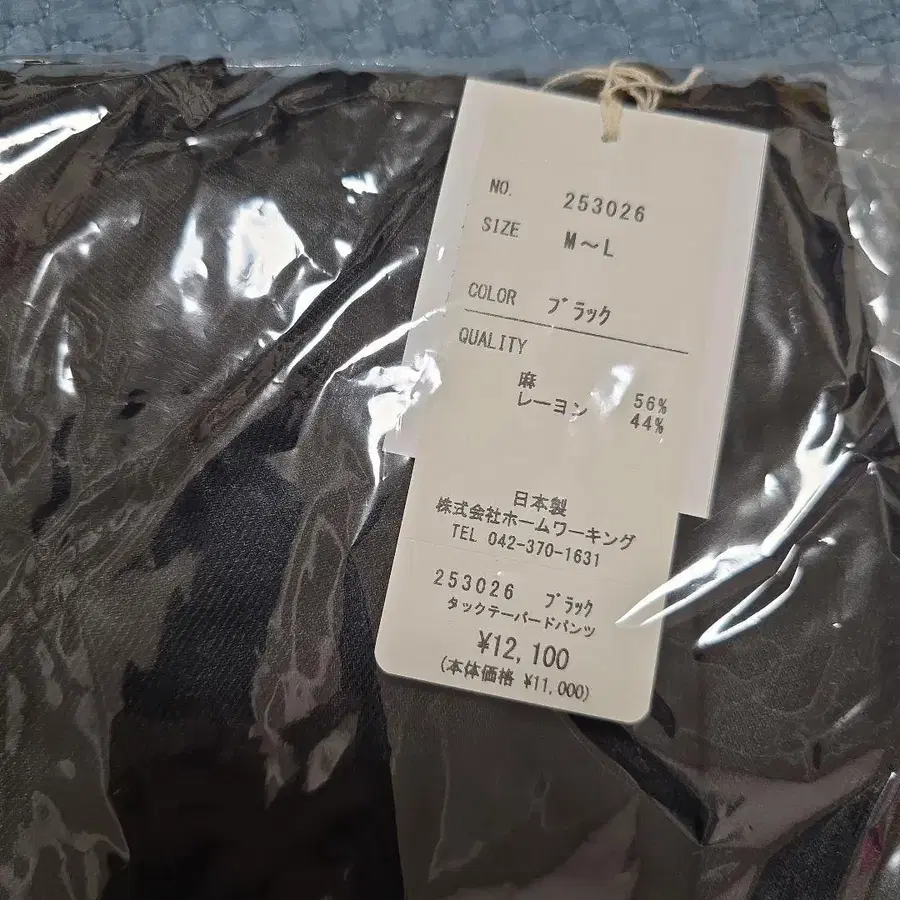 NO. 253026
SIZE M～L
COLOR ブラック
QUALITY
麻 56%
レーヨン 44%
日本製
株式会社ホームワーキング
TEL 042-370-1631
253026 ブラック
タックテーパードパンツ
¥12,100
(本体価格 ¥11,000)